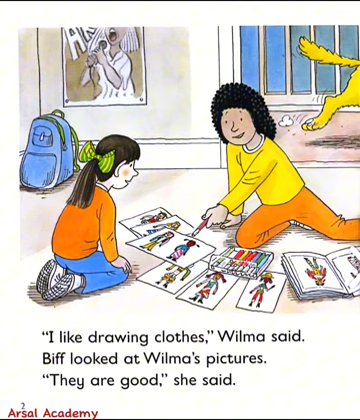 "I like drawing clothes," Wilma said.
Biff looked at Wilma's pictures.
"They are good," she said.
2
Arsal Academy